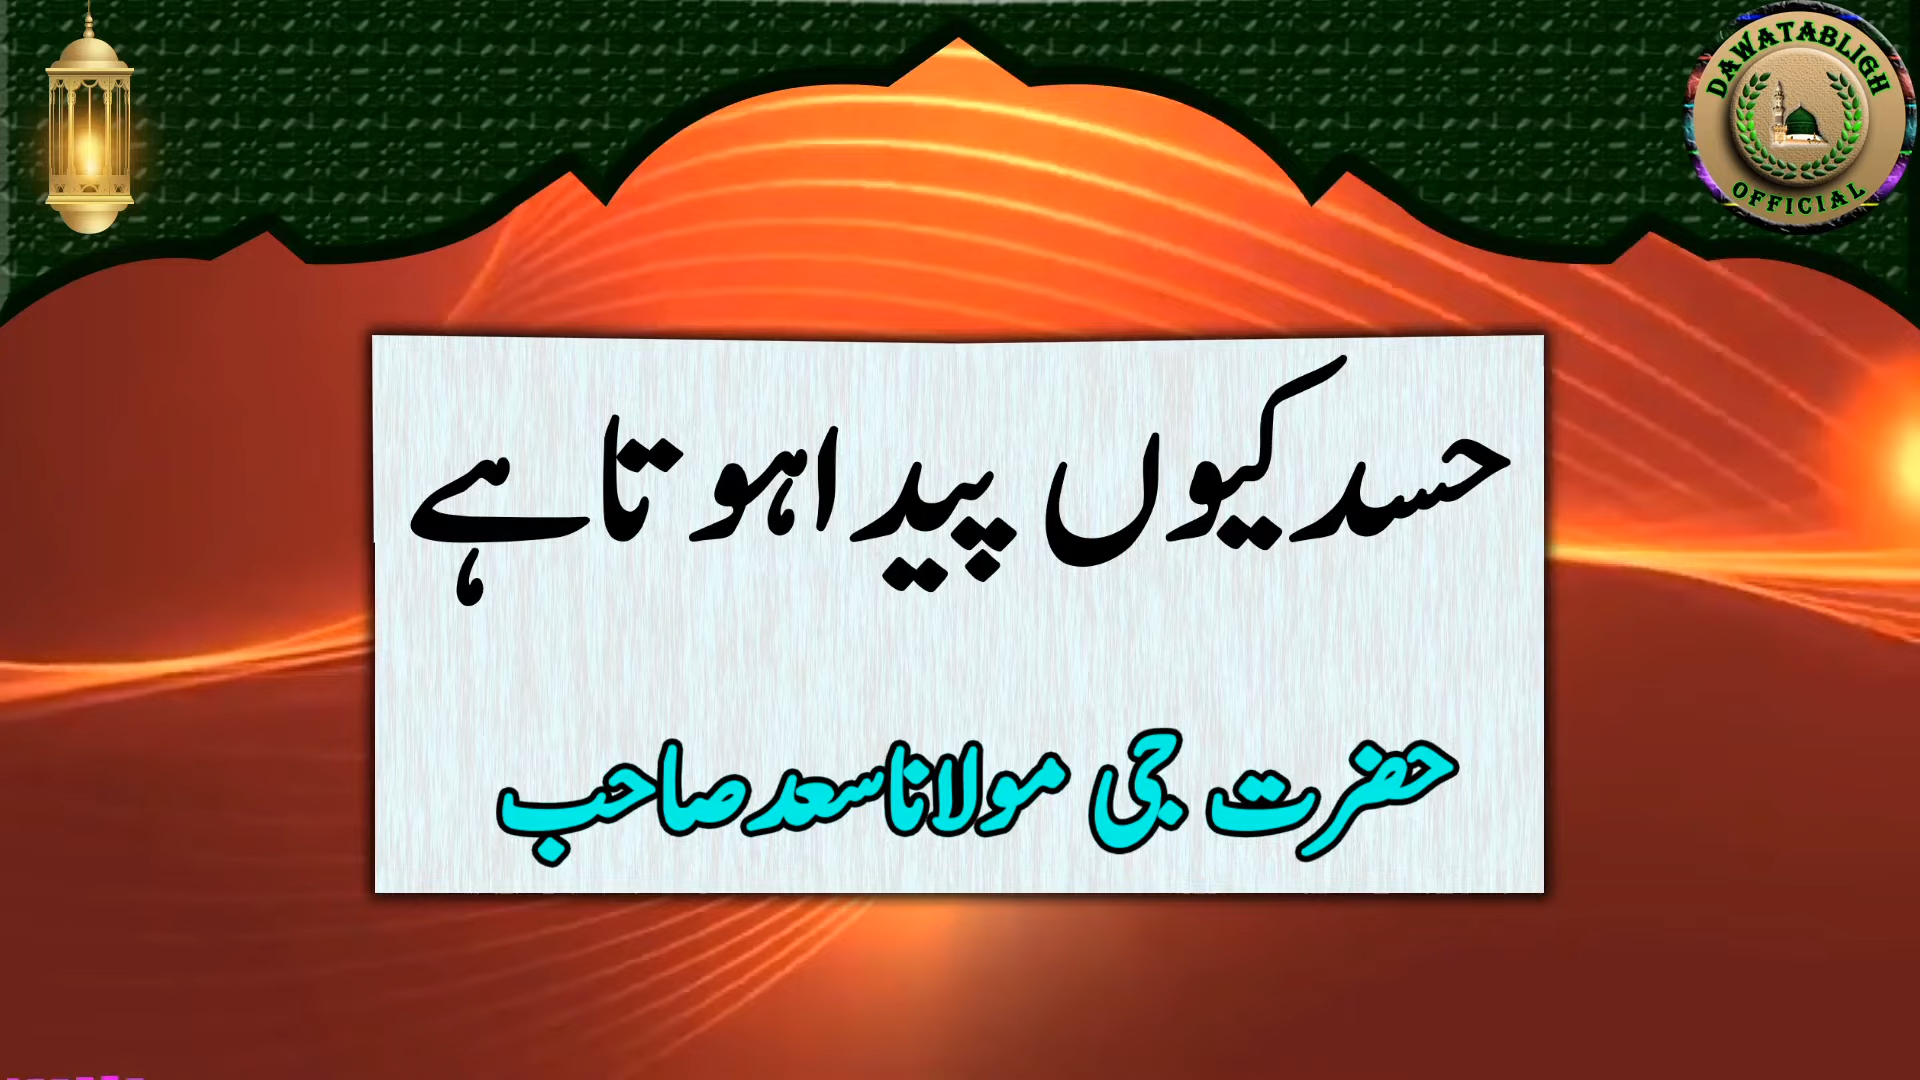 DAWATABLIGH
OFFICIAL
حسد کیوں پیدا ہوتا ہے
حضرت جی مولانا سعد صاحب